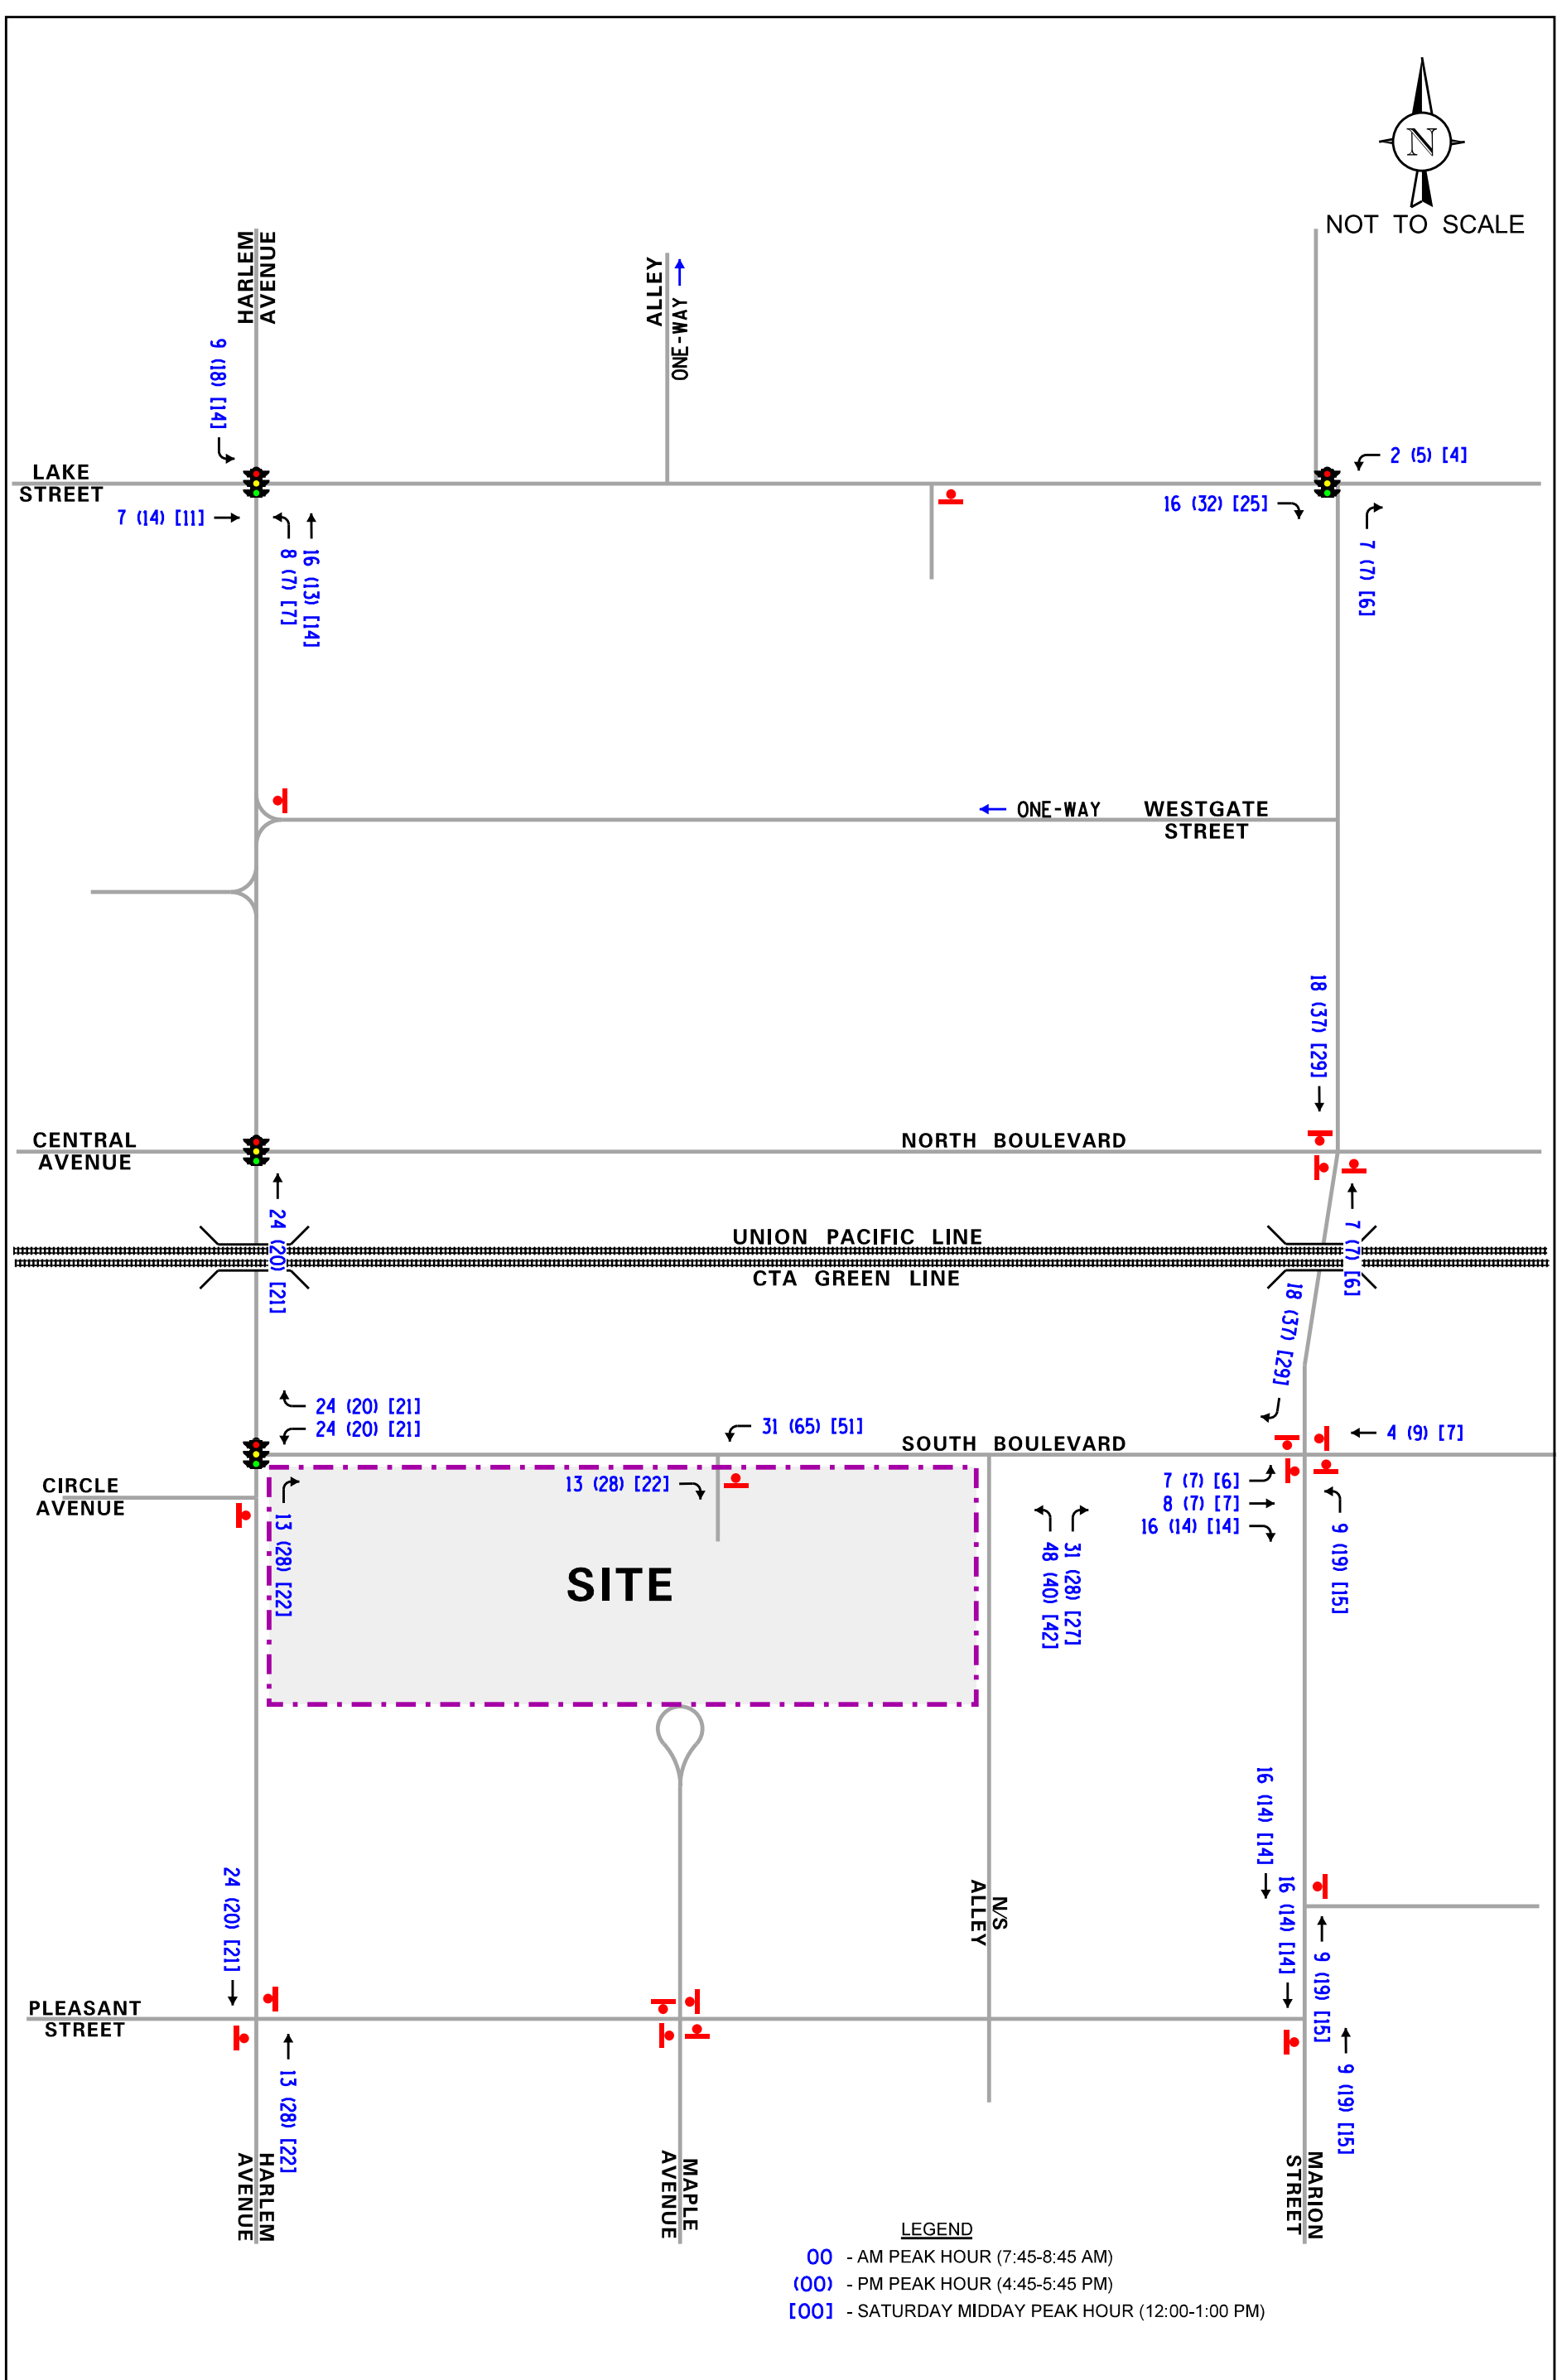 N
NOT TO SCALE
HARLEM
AVENUE
ALLEY
ONE-WAY
9 (18) [14]
LAKE
STREET
7 (14) [11]
8 (7) [7]
16 (13) [14]
2 (5) [4]
16 (32) [25]
7 (7) [6]
ONE-WAY
WESTGATE
STREET
18 (37) [29]
CENTRAL
AVENUE
NORTH BOULEVARD
24 (20) [21]
UNION PACIFIC LINE
CTA GREEN LINE
7 (7) [6]
18 (37) [29]
24 (20) [21]
24 (20) [21]
31 (65) [51]
SOUTH BOULEVARD
4 (9) [7]
CIRCLE
AVENUE
13 (28) [22]
13 (28) [22]
SITE
48 (40) [42]
31 (28) [27]
7 (7) [6]
8 (7) [7]
16 (14) [14]
9 (19) [15]
16 (14) [14]
16 (14) [14]
N/S
ALLEY
24 (20) [21]
9 (19) [15]
PLEASANT
STREET
13 (28) [22]
9 (19) [15]
HARLEM
AVENUE
MAPLE
AVENUE
MARION
STREET
LEGEND
00 - AM PEAK HOUR (7:45-8:45 AM)
(00) - PM PEAK HOUR (4:45-5:45 PM)
[00] - SATURDAY MIDDAY PEAK HOUR (12:00-1:00 PM)